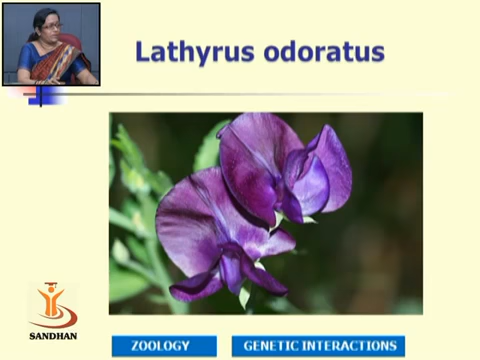 Lathyrus odoratus
SANDHAN
ZOOLOGY
GENETIC INTERACTIONS